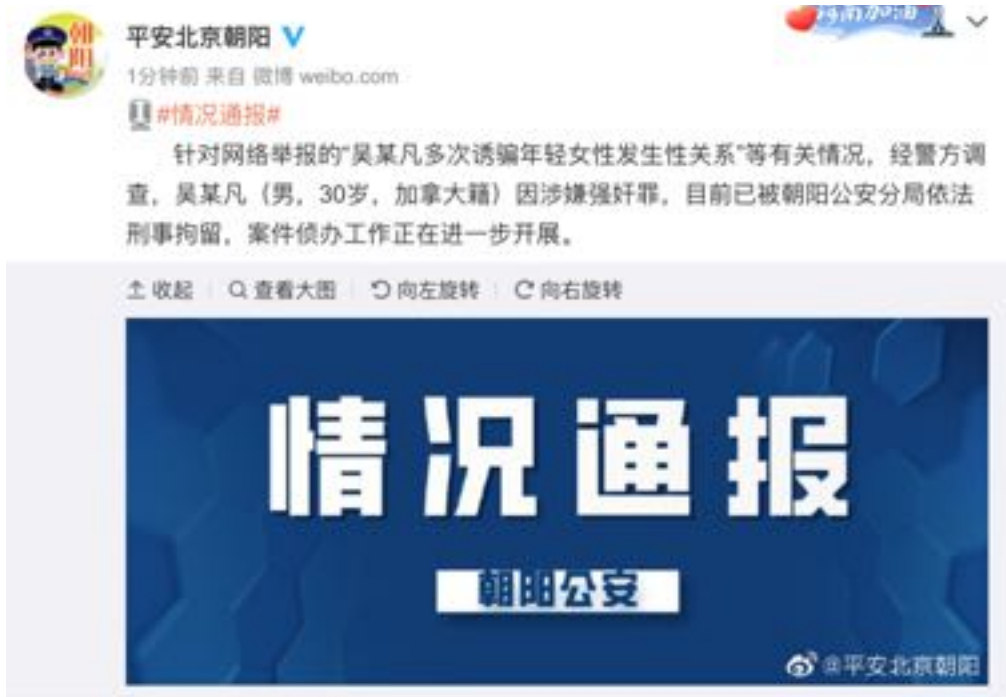 朝
阳
河南加油
平安北京朝阳
1分钟前 来自 微博 weibo.com
#情况通报#
针对网络举报的“吴某凡多次诱骗年轻女性发生性关系”等有关情况，经警方调
查，吴某凡（男，30岁，加拿大籍）因涉嫌强奸罪，目前已被朝阳公安分局依法
刑事拘留，案件侦办工作正在进一步开展。
收起 查看大图 向左旋转 向右旋转
情况通报
朝阳公安
@平安北京朝阳